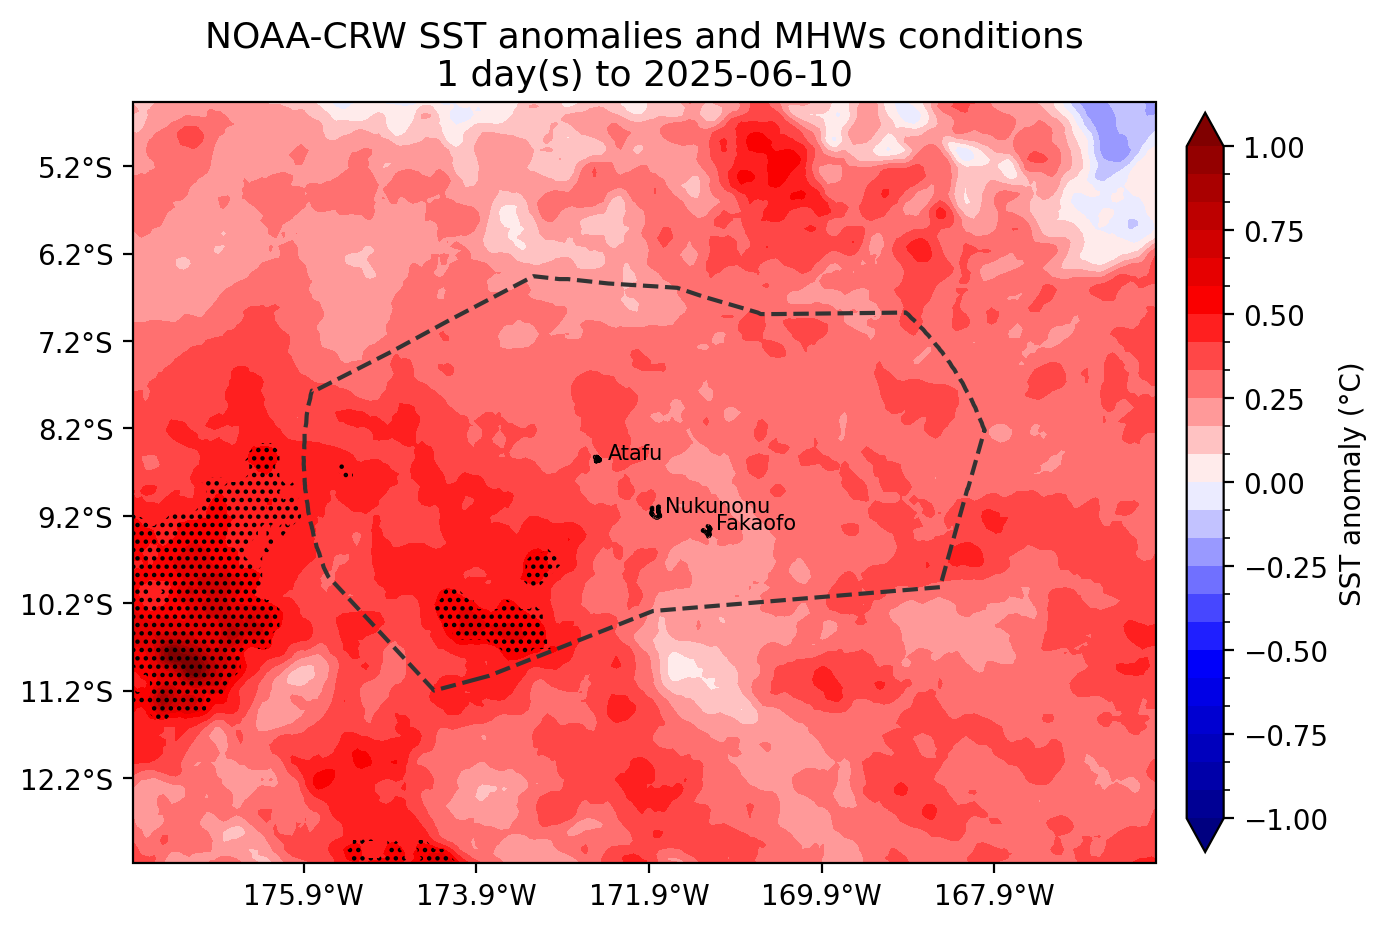 NOAA-CRW SST anomalies and MHWs conditions
1 day(s) to 2025-06-10
5.2°S
6.2°S
7.2°S
8.2°S
9.2°S
10.2°S
11.2°S
12.2°S
175.9°W
173.9°W
171.9°W
169.9°W
167.9°W
Atafu
Nukunonu
Fakaofo
1.00
0.75
0.50
0.25
0.00
−0.25
−0.50
−0.75
−1.00
SST anomaly (°C)